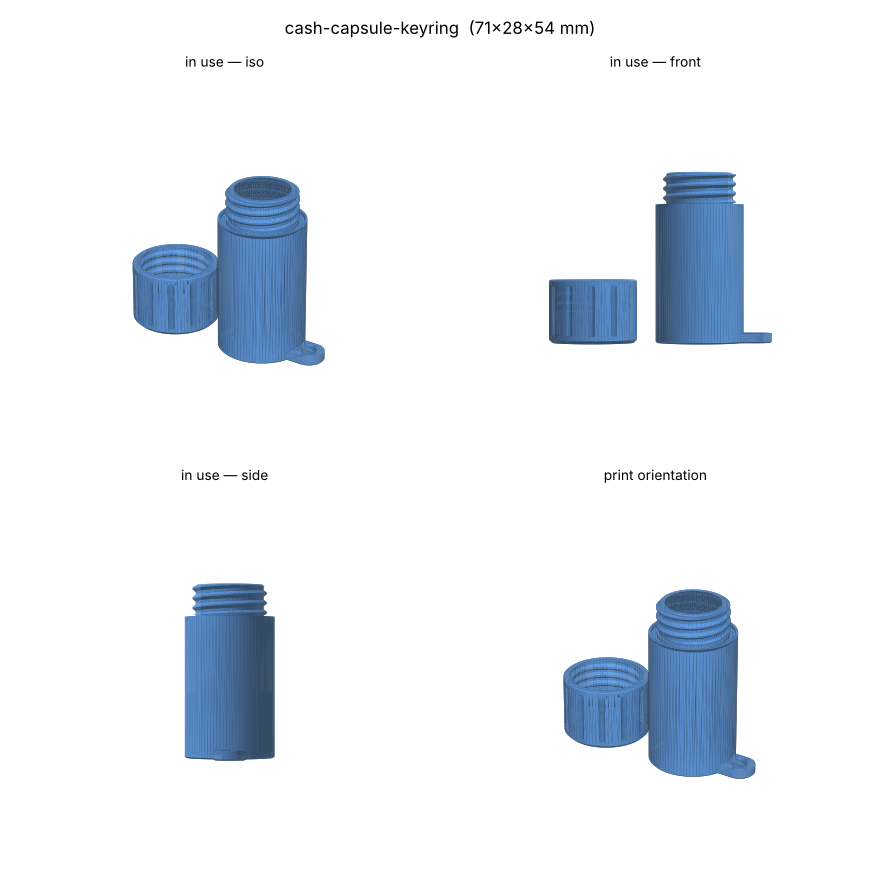 cash-capsule-keyring (71×28×54 mm)
in use — iso
in use — front
in use — side
print orientation